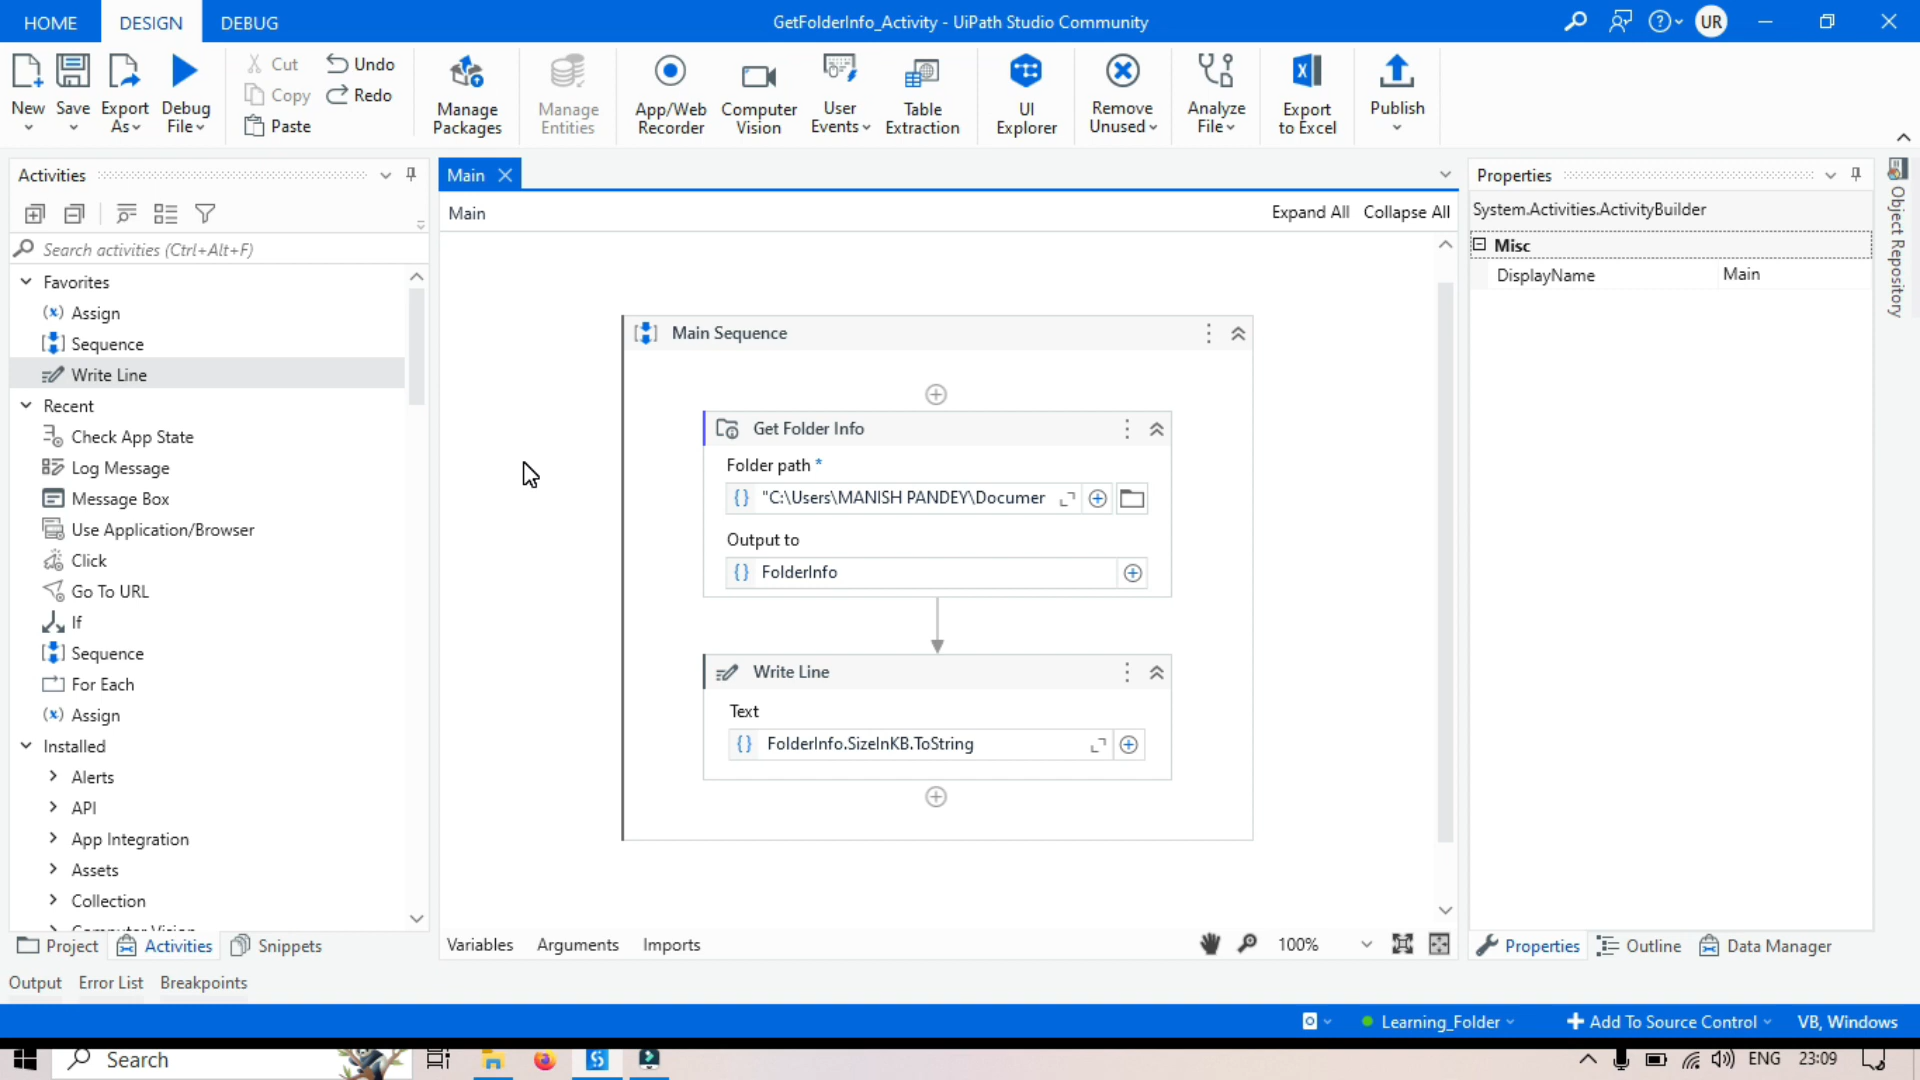 HOME
DESIGN
DEBUG
GetFolderInfo_Activity - UiPath Studio Community
UR
New
Save
Export As
Debug File
Cut
Copy
Paste
Undo
Redo
Manage Packages
Manage Entities
App/Web Recorder
Computer Vision
User Events
Table Extraction
UI Explorer
Remove Unused
Analyze File
Export to Excel
Publish
Activities
Search activities (Ctrl+Alt+F)
Favorites
Assign
Sequence
Write Line
Recent
Check App State
Log Message
Message Box
Use Application/Browser
Click
Go To URL
If
Sequence
For Each
Assign
Installed
Alerts
API
App Integration
Assets
Collection
Project
Activities
Snippets
Main
Main
Expand All
Collapse All
Main Sequence
Get Folder Info
Folder path *
{} "C:\Users\MANISH PANDEY\Documer
Output to
{} FolderInfo
Write Line
Text
{} FolderInfo.SizeInKB.ToString
Variables
Arguments
Imports
100%
Properties
System.Activities.ActivityBuilder
Misc
DisplayName
Main
Object Repository
Properties
Outline
Data Manager
Output
Error List
Breakpoints
Learning_Folder
Add To Source Control
VB, Windows
Search
ENG
23:09